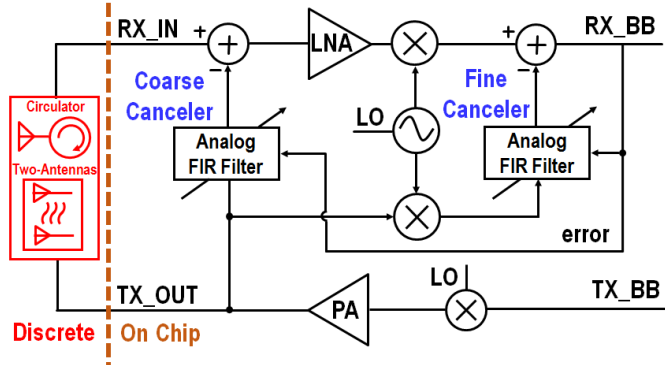 RX_IN
LNA
RX_BB
Coarse
Canceler
Fine
Canceler
Circulator
LO
Analog
FIR Filter
Analog
FIR Filter
Two-Antennas
error
TX_OUT
LO
TX_BB
PA
Discrete
On Chip